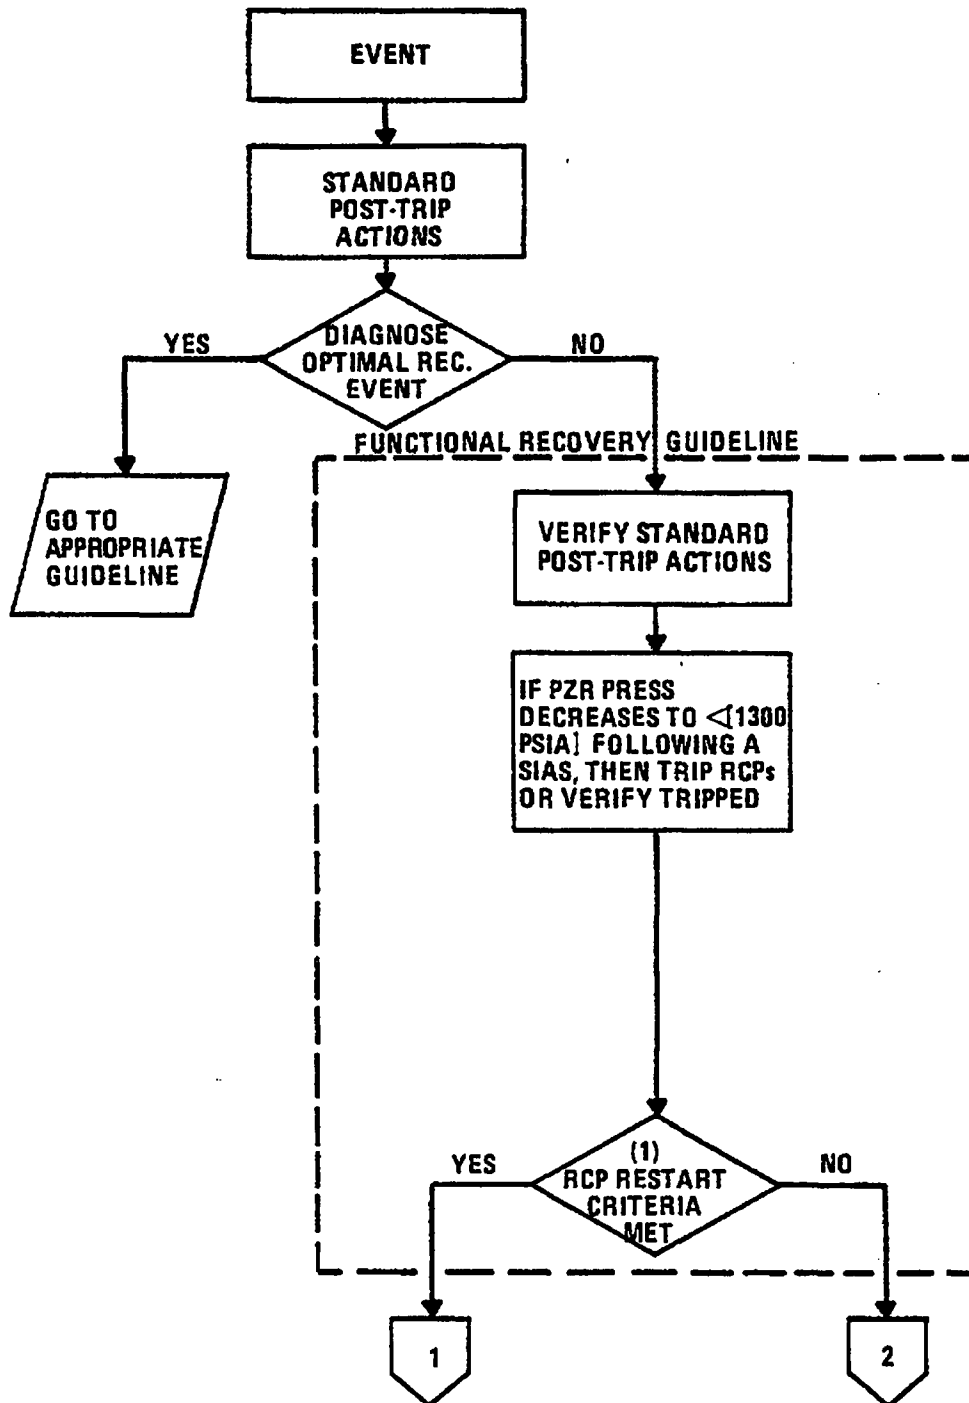 EVENT
STANDARD
POST-TRIP
ACTIONS
YES
DIAGNOSE
OPTIMAL REC.
EVENT
NO
FUNCTIONAL RECOVERY GUIDELINE
GO TO
APPROPRIATE
GUIDELINE
VERIFY STANDARD
POST-TRIP ACTIONS
IF PZR PRESS
DECREASES TO <[1300
PSIA] FOLLOWING A
SIAS, THEN TRIP RCPs
OR VERIFY TRIPPED
YES
(1)
RCP RESTART
CRITERIA
MET
NO
1
2